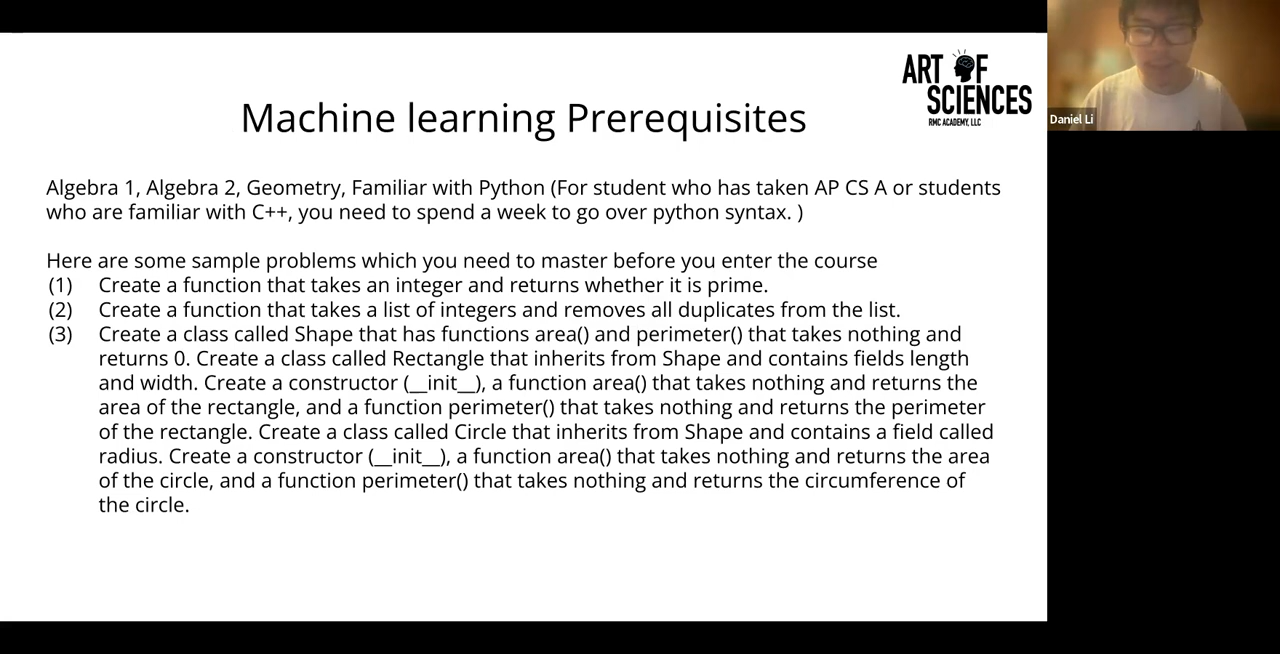 ART OF
SCIENCES
RMC ACADEMY, LLC
Daniel Li
Machine learning Prerequisites
Algebra 1, Algebra 2, Geometry, Familiar with Python (For student who has taken AP CS A or students
who are familiar with C++, you need to spend a week to go over python syntax. )
Here are some sample problems which you need to master before you enter the course
(1) Create a function that takes an integer and returns whether it is prime.
(2) Create a function that takes a list of integers and removes all duplicates from the list.
(3) Create a class called Shape that has functions area() and perimeter() that takes nothing and
returns 0. Create a class called Rectangle that inherits from Shape and contains fields length
and width. Create a constructor (__init__), a function area() that takes nothing and returns the
area of the rectangle, and a function perimeter() that takes nothing and returns the perimeter
of the rectangle. Create a class called Circle that inherits from Shape and contains a field called
radius. Create a constructor (__init__), a function area() that takes nothing and returns the area
of the circle, and a function perimeter() that takes nothing and returns the circumference of
the circle.